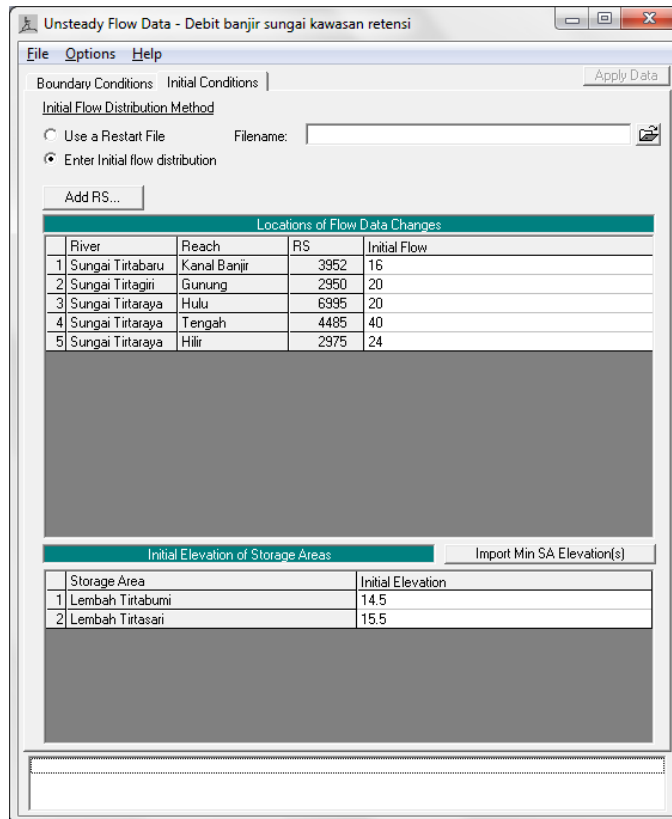 Unsteady Flow Data - Debit banjir sungai kawasan retensi
File Options Help
Boundary Conditions Initial Conditions Apply Data
Initial Flow Distribution Method
Use a Restart File Filename:
Enter Initial flow distribution
Add RS...
Locations of Flow Data Changes
River Reach RS Initial Flow
1 Sungai Tirtabaru Kanal Banjir 3952 16
2 Sungai Tirtagiri Gunung 2950 20
3 Sungai Tirtaraya Hulu 6995 20
4 Sungai Tirtaraya Tengah 4485 40
5 Sungai Tirtaraya Hilir 2975 24
Initial Elevation of Storage Areas Import Min SA Elevation(s)
Storage Area Initial Elevation
1 Lembah Tirtabumi 14.5
2 Lembah Tirtasari 15.5